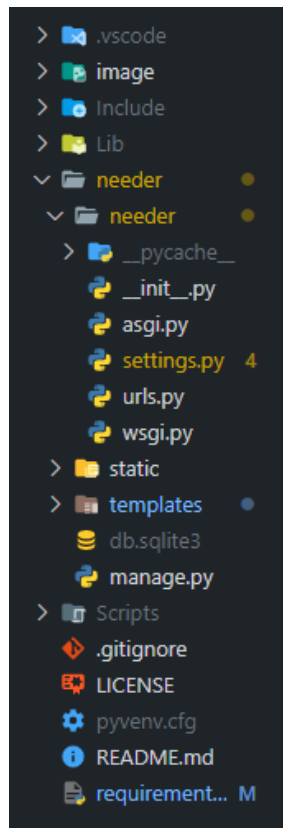 .vscode
image
Include
Lib
needer
needer
__pycache__
__init__.py
asgi.py
settings.py 4
urls.py
wsgi.py
static
templates
db.sqlite3
manage.py
Scripts
.gitignore
LICENSE
pyvenv.cfg
README.md
requirement... M